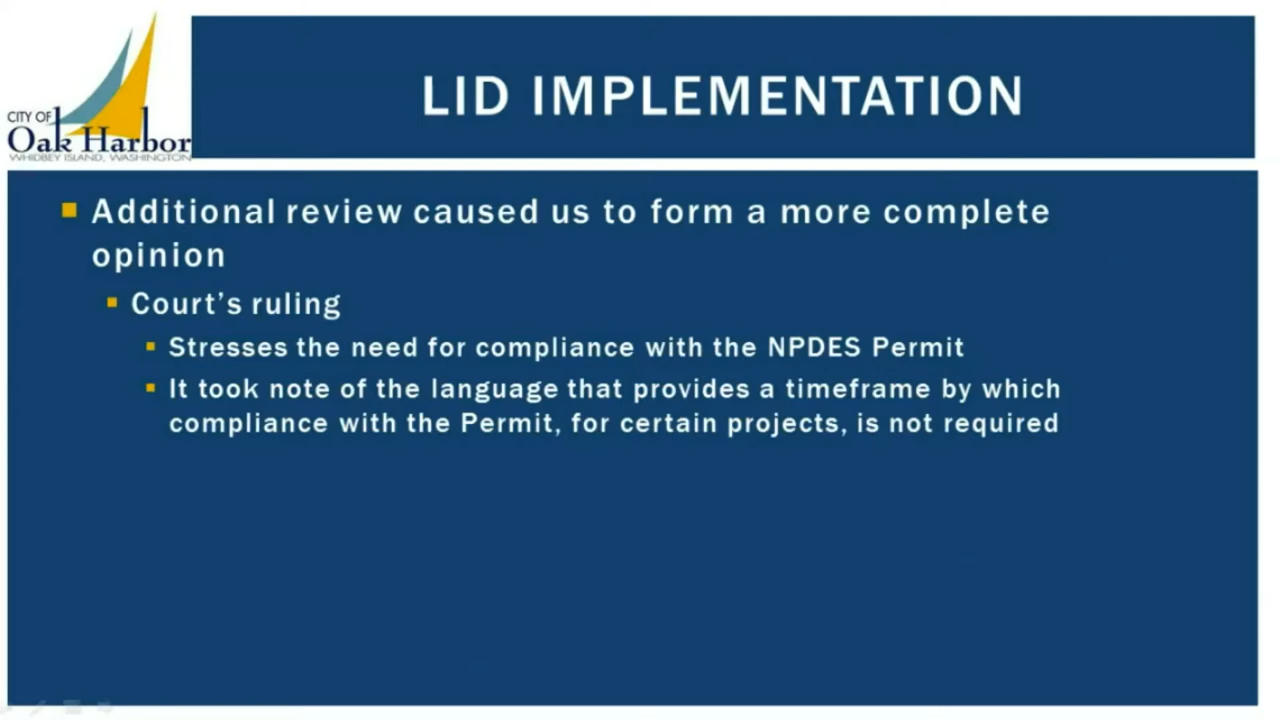 CITY OF
Oak Harbor
WHIDBEY ISLAND, WASHINGTON
LID IMPLEMENTATION
Additional review caused us to form a more complete
opinion
Court's ruling
Stresses the need for compliance with the NPDES Permit
It took note of the language that provides a timeframe by which
compliance with the Permit, for certain projects, is not required